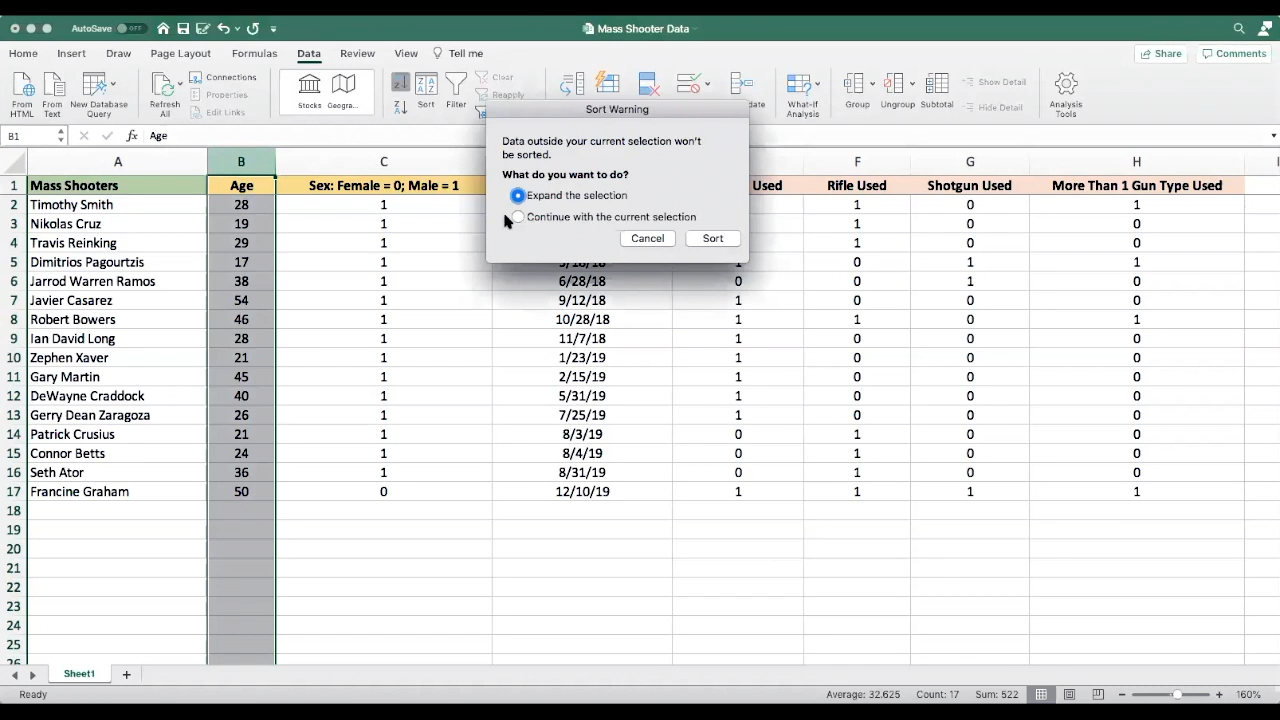 AutoSave OFF
Mass Shooter Data
Home Insert Draw Page Layout Formulas Data Review View Tell me Share Comments
From HTML
From Text
New Database Query
Refresh All
Connections
Properties
Edit Links
Stocks
Geogra...
Sort
Filter
Clear
Reapply
What-If Analysis
Group
Ungroup
Subtotal
Show Detail
Hide Detail
Analysis Tools
B1 fx Age
Sort Warning
Data outside your current selection won't
be sorted.
What do you want to do?
Expand the selection
Continue with the current selection
Cancel Sort
A B C F G H
1 Mass Shooters Age Sex: Female = 0; Male = 1 Used Rifle Used Shotgun Used More Than 1 Gun Type Used
2 Timothy Smith 28 1 1 0 1
3 Nikolas Cruz 19 1 1 0 0
4 Travis Reinking 29 1 1 0 0
5 Dimitrios Pagourtzis 17 1 0 1 1
6 Jarrod Warren Ramos 38 1 6/28/18 0 0 1 0
7 Javier Casarez 54 1 9/12/18 1 0 0 0
8 Robert Bowers 46 1 10/28/18 1 1 0 1
9 Ian David Long 28 1 11/7/18 1 0 0 0
10 Zephen Xaver 21 1 1/23/19 1 0 0 0
11 Gary Martin 45 1 2/15/19 1 0 0 0
12 DeWayne Craddock 40 1 5/31/19 1 0 0 0
13 Gerry Dean Zaragoza 26 1 7/25/19 1 0 0 0
14 Patrick Crusius 21 1 8/3/19 0 1 0 0
15 Connor Betts 24 1 8/4/19 0 1 0 0
16 Seth Ator 36 1 8/31/19 0 1 0 0
17 Francine Graham 50 0 12/10/19 1 1 1 1
18
19
20
21
22
23
24
25
Sheet1
Ready Average: 32.625 Count: 17 Sum: 522 160%